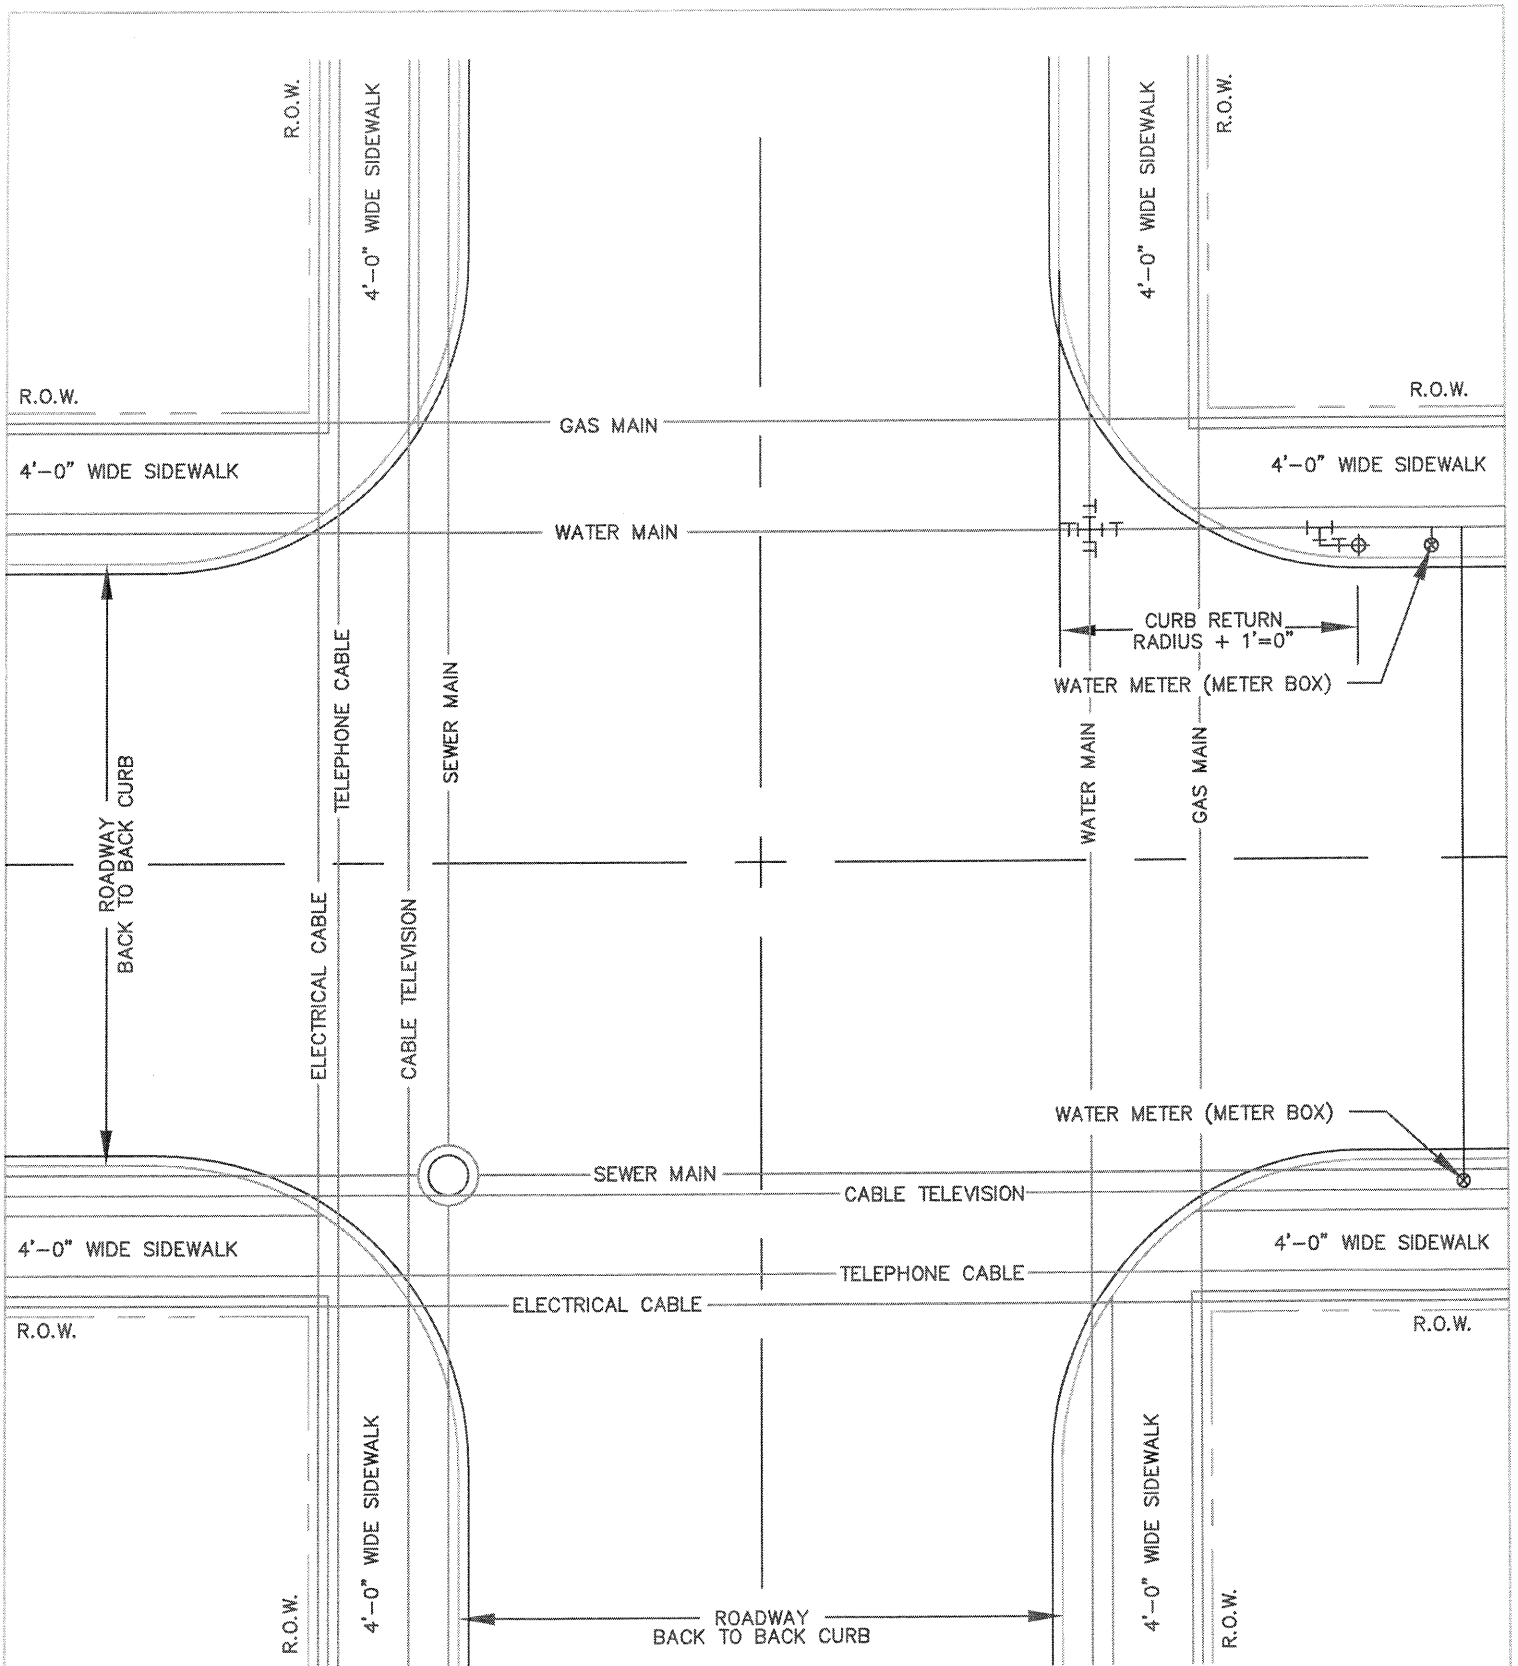 R.O.W.
4'-0" WIDE SIDEWALK
4'-0" WIDE SIDEWALK
R.O.W.
R.O.W.
R.O.W.
GAS MAIN
4'-0" WIDE SIDEWALK
4'-0" WIDE SIDEWALK
WATER MAIN
CURB RETURN
RADIUS + 1'=0"
WATER METER (METER BOX)
TELEPHONE CABLE
SEWER MAIN
WATER MAIN
GAS MAIN
ROADWAY
BACK TO BACK CURB
ELECTRICAL CABLE
CABLE TELEVISION
WATER METER (METER BOX)
SEWER MAIN
CABLE TELEVISION
4'-0" WIDE SIDEWALK
4'-0" WIDE SIDEWALK
TELEPHONE CABLE
ELECTRICAL CABLE
R.O.W.
R.O.W.
R.O.W.
4'-0" WIDE SIDEWALK
4'-0" WIDE SIDEWALK
R.O.W.
ROADWAY
BACK TO BACK CURB